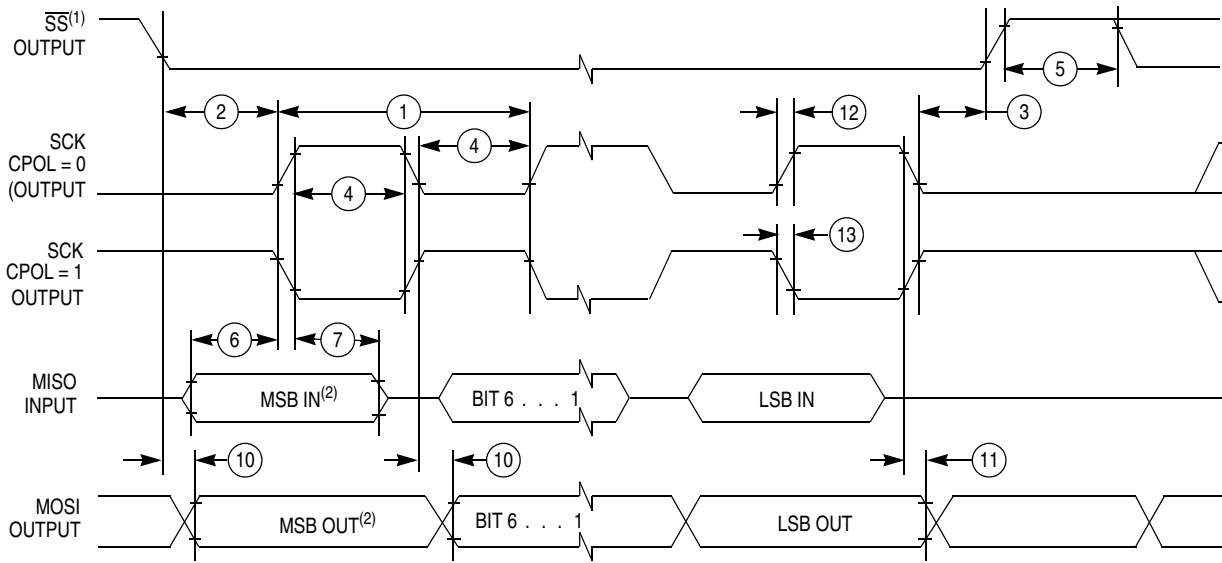 SS(1)
OUTPUT
5
2
1
12
3
SCK
CPOL = 0
(OUTPUT
4
4
SCK
CPOL = 1
OUTPUT
13
6
7
MISO
INPUT
MSB IN(2)
BIT 6 . . . 1
LSB IN
10
10
11
MOSI
OUTPUT
MSB OUT(2)
BIT 6 . . . 1
LSB OUT